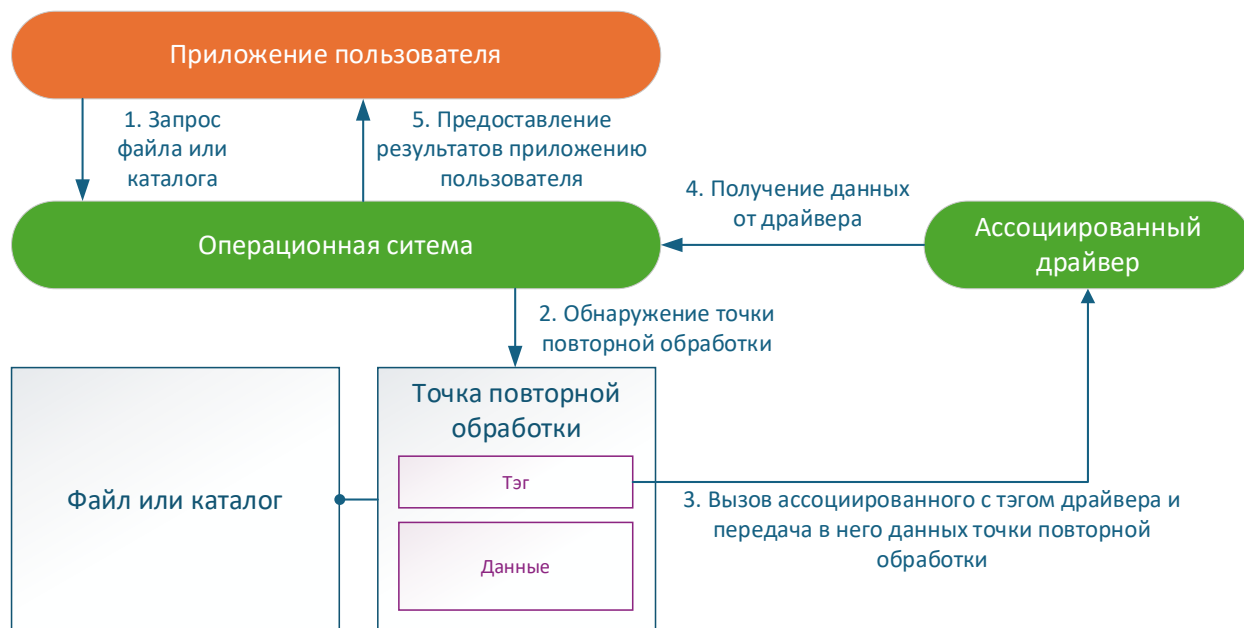 Приложение пользователя
1. Запрос
файла или
каталога
5. Предоставление
результатов приложению
пользователя
4. Получение данных
от драйвера
Операционная ситема
Ассоциированный
драйвер
2. Обнаружение точки
повторной обработки
Файл или каталог
Точка повторной
обработки
Тэг
Данные
3. Вызов ассоциированного с тэгом драйвера и
передача в него данных точки повторной
обработки